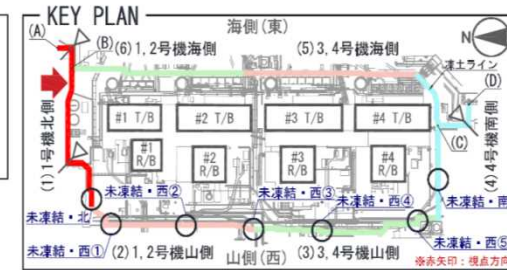 KEY PLAN
海側(東)
N
(A)
(B)
(6)1,2号機海側
(5)3,4号機海側
凍土ライン
(D)
#1 T/B
#2 T/B
#3 T/B
#4 T/B
(1)1号機北側
(C)
(4)4号機南側
#1
R/B
#2
R/B
#3
R/B
#4
R/B
未凍結・西②
未凍結・西③
未凍結・西④
未凍結・南
未凍結・北
未凍結・西①
(2)1,2号機山側
山側(西)
(3)3,4号機山側
未凍結・西⑤
※赤矢印:視点方向